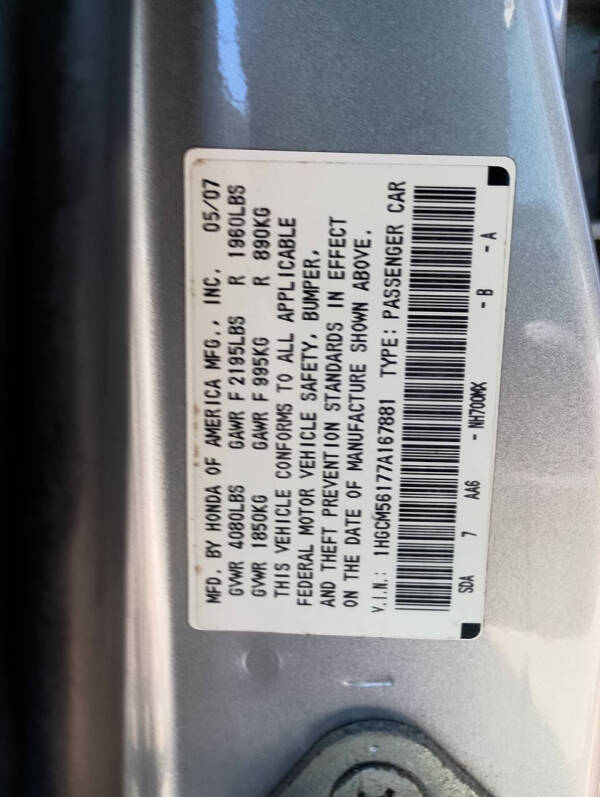 MFD. BY HONDA OF AMERICA MFG., INC. 05/07
GVWR 4080LBS GAWR F 2195LBS R 1960LBS
GVWR 1850KG GAWR F 995KG R 890KG
THIS VEHICLE CONFORMS TO ALL APPLICABLE
FEDERAL MOTOR VEHICLE SAFETY, BUMPER,
AND THEFT PREVENTION STANDARDS IN EFFECT
ON THE DATE OF MANUFACTURE SHOWN ABOVE.
V.I.N.: 1HGCM56177A167881 TYPE: PASSENGER CAR
SDA 7 AA6 - NH700MX - B - A